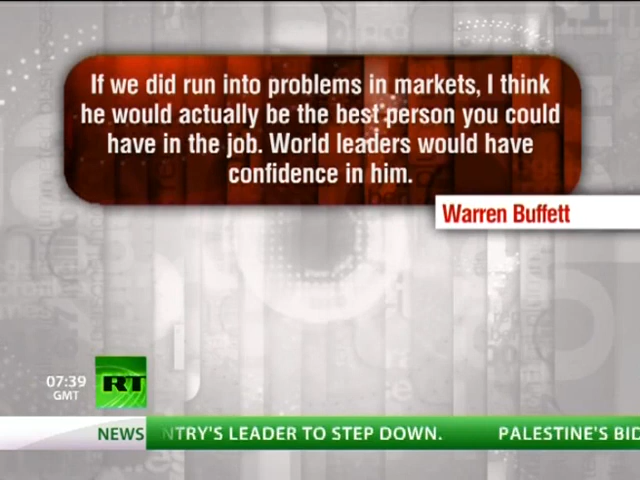 If we did run into problems in markets, I think
he would actually be the best person you could
have in the job. World leaders would have
confidence in him.
Warren Buffett
07:39
GMT
RT
NEWS
NTRY'S LEADER TO STEP DOWN. PALESTINE'S BID